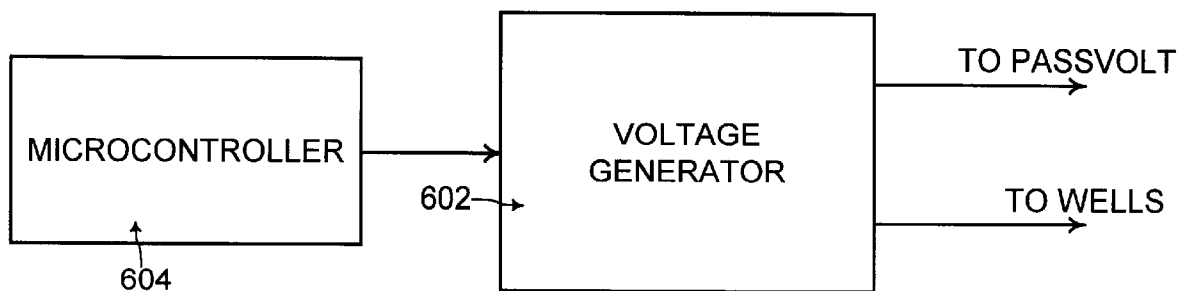 MICROCONTROLLER
604
VOLTAGE
GENERATOR
602
TO PASSVOLT
TO WELLS